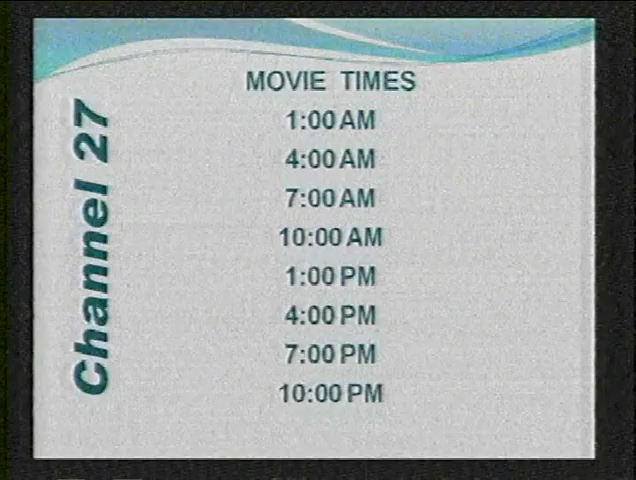 Channel 27
MOVIE TIMES
1:00 AM
4:00 AM
7:00 AM
10:00 AM
1:00 PM
4:00 PM
7:00 PM
10:00 PM